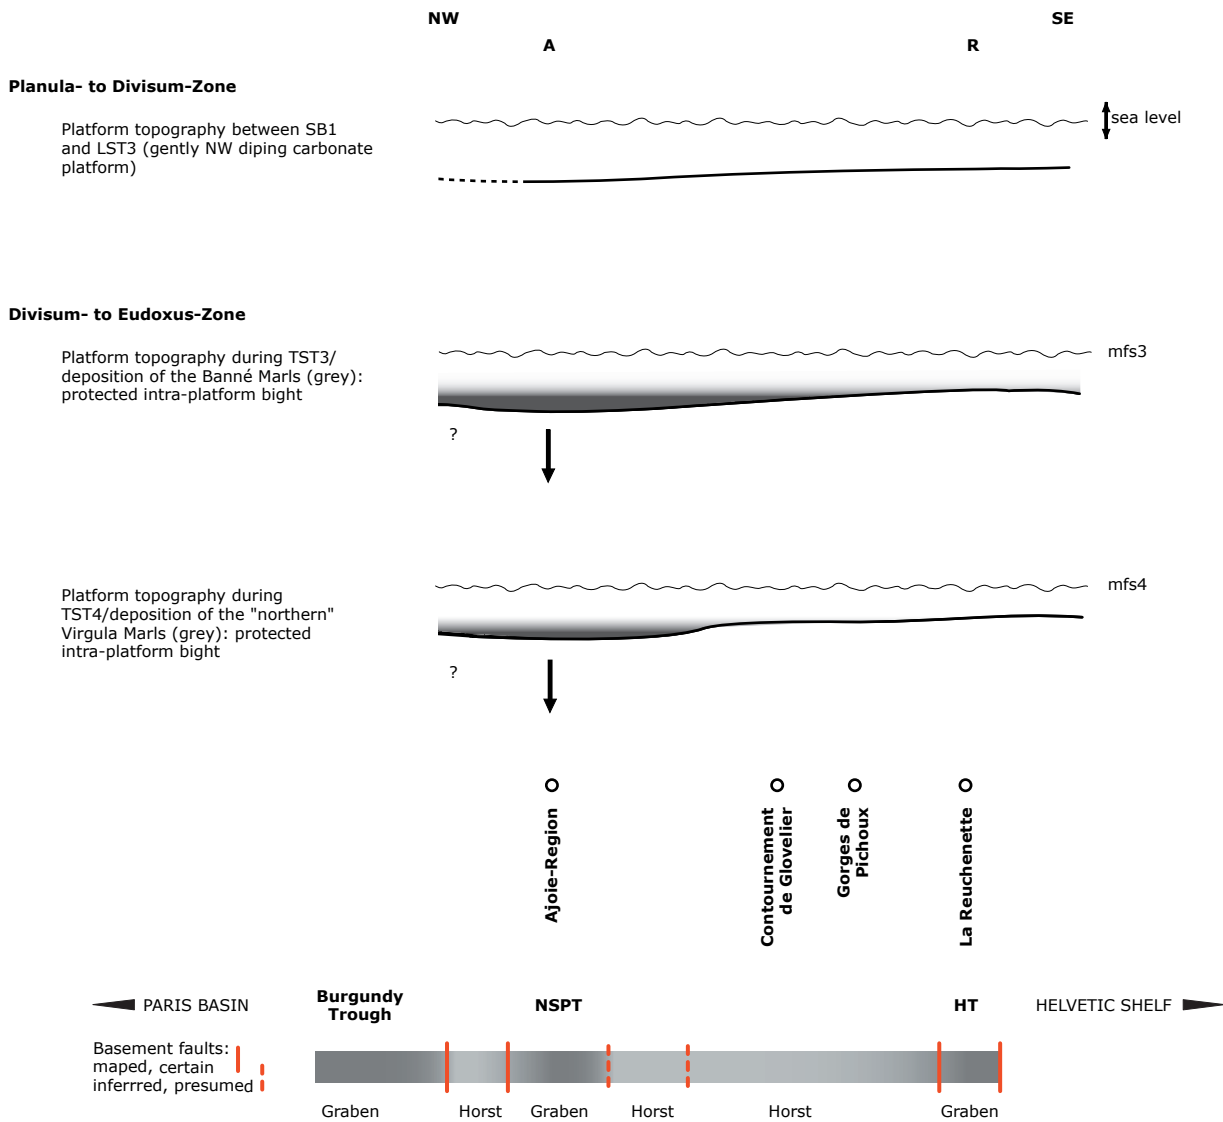 NW SE
A R
Planula- to Divisum-Zone
Platform topography between SB1
and LST3 (gently NW diping carbonate
platform)
sea level
Divisum- to Eudoxus-Zone
Platform topography during TST3/
deposition of the Banné Marls (grey):
protected intra-platform bight
mfs3
?
Platform topography during
TST4/deposition of the "northern"
Virgula Marls (grey): protected
intra-platform bight
mfs4
?
Ajoie-Region
Contournement
de Glovelier
Gorges de
Pichoux
La Reuchenette
PARIS BASIN
Burgundy
Trough
NSPT
HT
HELVETIC SHELF
Basement faults:
maped, certain
inferrred, presumed
Graben Horst Graben Horst Horst Graben